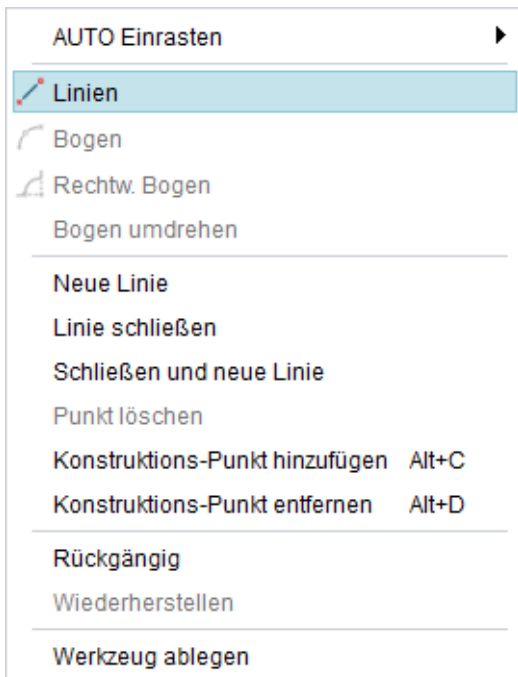 AUTO Einrasten
Linien
Bogen
Rechtw. Bogen
Bogen umdrehen
Neue Linie
Linie schließen
Schließen und neue Linie
Punkt löschen
Konstruktions-Punkt hinzufügen Alt+C
Konstruktions-Punkt entfernen Alt+D
Rückgängig
Wiederherstellen
Werkzeug ablegen